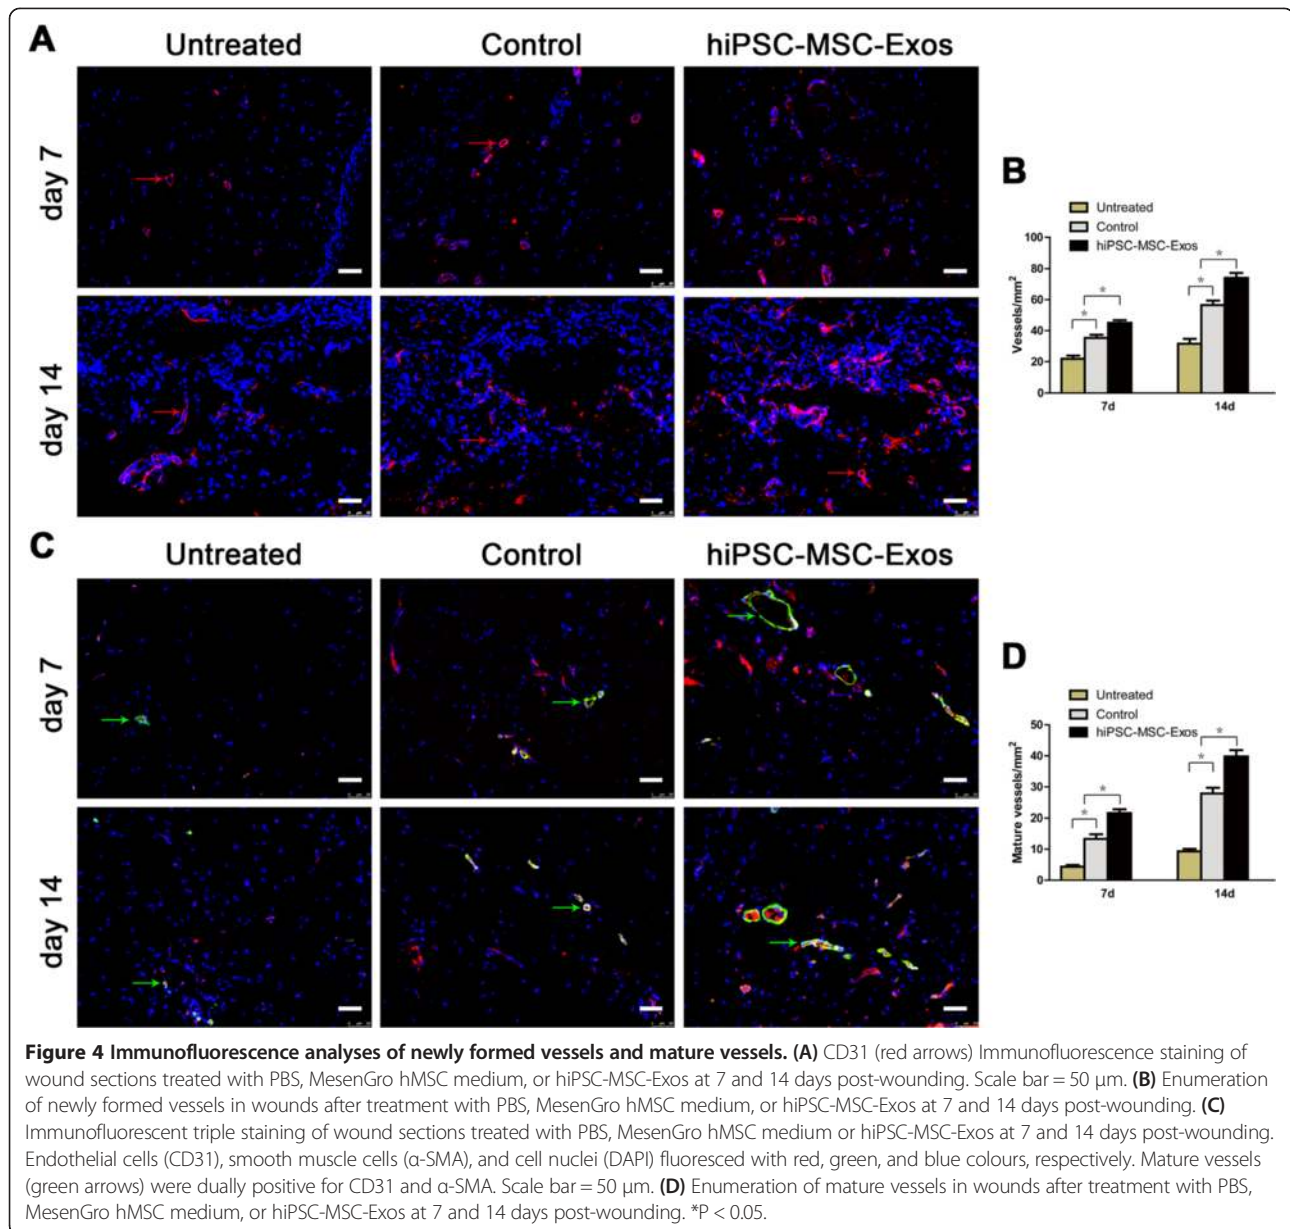 A
Untreated
Control
hiPSC-MSC-Exos
day 7
day 14
B
Untreated
Control
hiPSC-MSC-Exos
Vessels/mm2
100
80
60
40
20
0
7d
14d
*
*
*
*
C
Untreated
Control
hiPSC-MSC-Exos
day 7
day 14
D
Untreated
Control
hiPSC-MSC-Exos
Mature vessels/mm2
50
40
30
20
10
0
7d
14d
*
*
*
*
Figure 4 Immunofluorescence analyses of newly formed vessels and mature vessels. (A) CD31 (red arrows) Immunofluorescence staining of
wound sections treated with PBS, MesenGro hMSC medium, or hiPSC-MSC-Exos at 7 and 14 days post-wounding. Scale bar = 50 μm. (B) Enumeration
of newly formed vessels in wounds after treatment with PBS, MesenGro hMSC medium, or hiPSC-MSC-Exos at 7 and 14 days post-wounding. (C)
Immunofluorescent triple staining of wound sections treated with PBS, MesenGro hMSC medium or hiPSC-MSC-Exos at 7 and 14 days post-wounding.
Endothelial cells (CD31), smooth muscle cells (α-SMA), and cell nuclei (DAPI) fluoresced with red, green, and blue colours, respectively. Mature vessels
(green arrows) were dually positive for CD31 and α-SMA. Scale bar = 50 μm. (D) Enumeration of mature vessels in wounds after treatment with PBS,
MesenGro hMSC medium, or hiPSC-MSC-Exos at 7 and 14 days post-wounding. *P < 0.05.